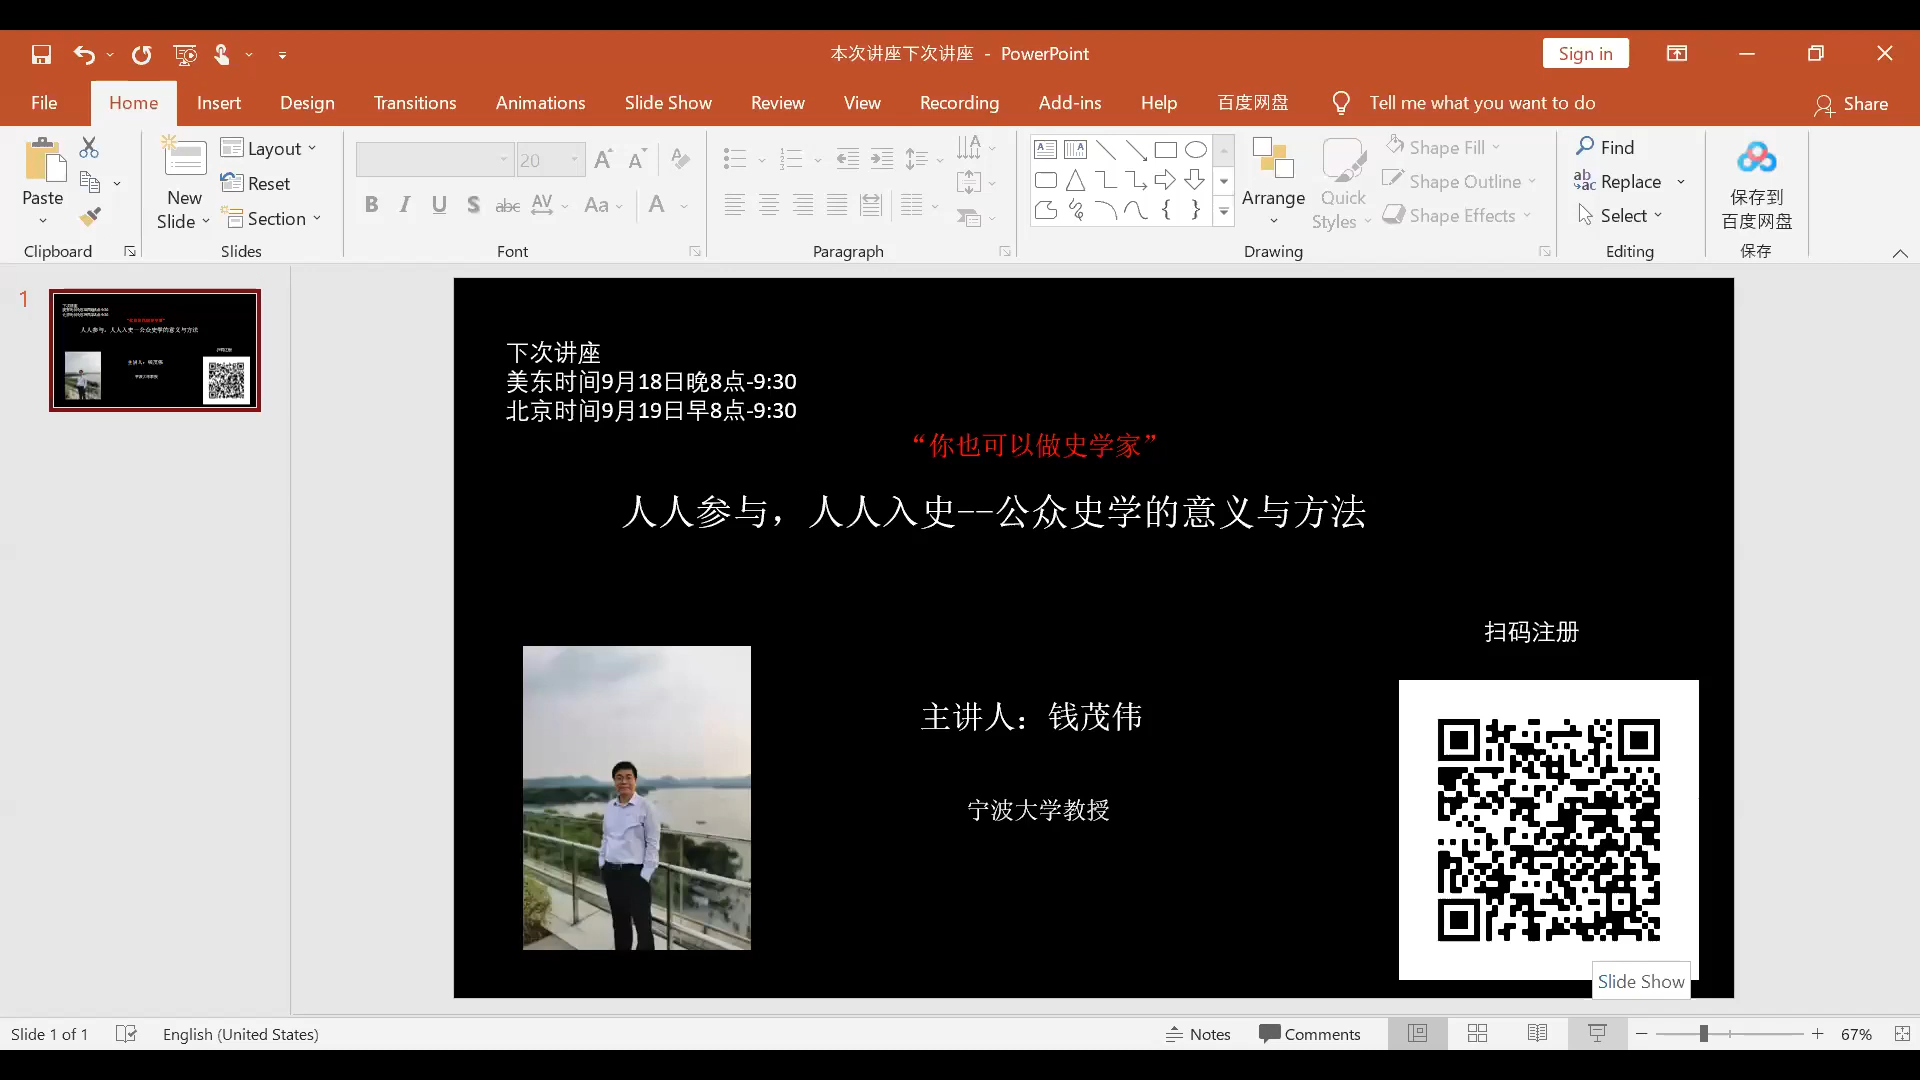 本次讲座下次讲座 - PowerPoint
Sign in
File
Home
Insert
Design
Transitions
Animations
Slide Show
Review
View
Recording
Add-ins
Help
百度网盘
Tell me what you want to do
Share
Paste
New
Slide
Layout
Reset
Section
20
B I U S abc AV Aa A
Arrange
Quick
Styles
Shape Fill
Shape Outline
Shape Effects
Find
Replace
Select
保存到
百度网盘
Clipboard
Slides
Font
Paragraph
Drawing
Editing
保存
1
下次讲座
美东时间9月18日晚8点-9:30
北京时间9月19日早8点-9:30
“你也可以做史学家”
人人参与，人人入史--公众史学的意义与方法
扫码注册
主讲人：钱茂伟
宁波大学教授
Slide Show
Slide 1 of 1
English (United States)
Notes
Comments
67%